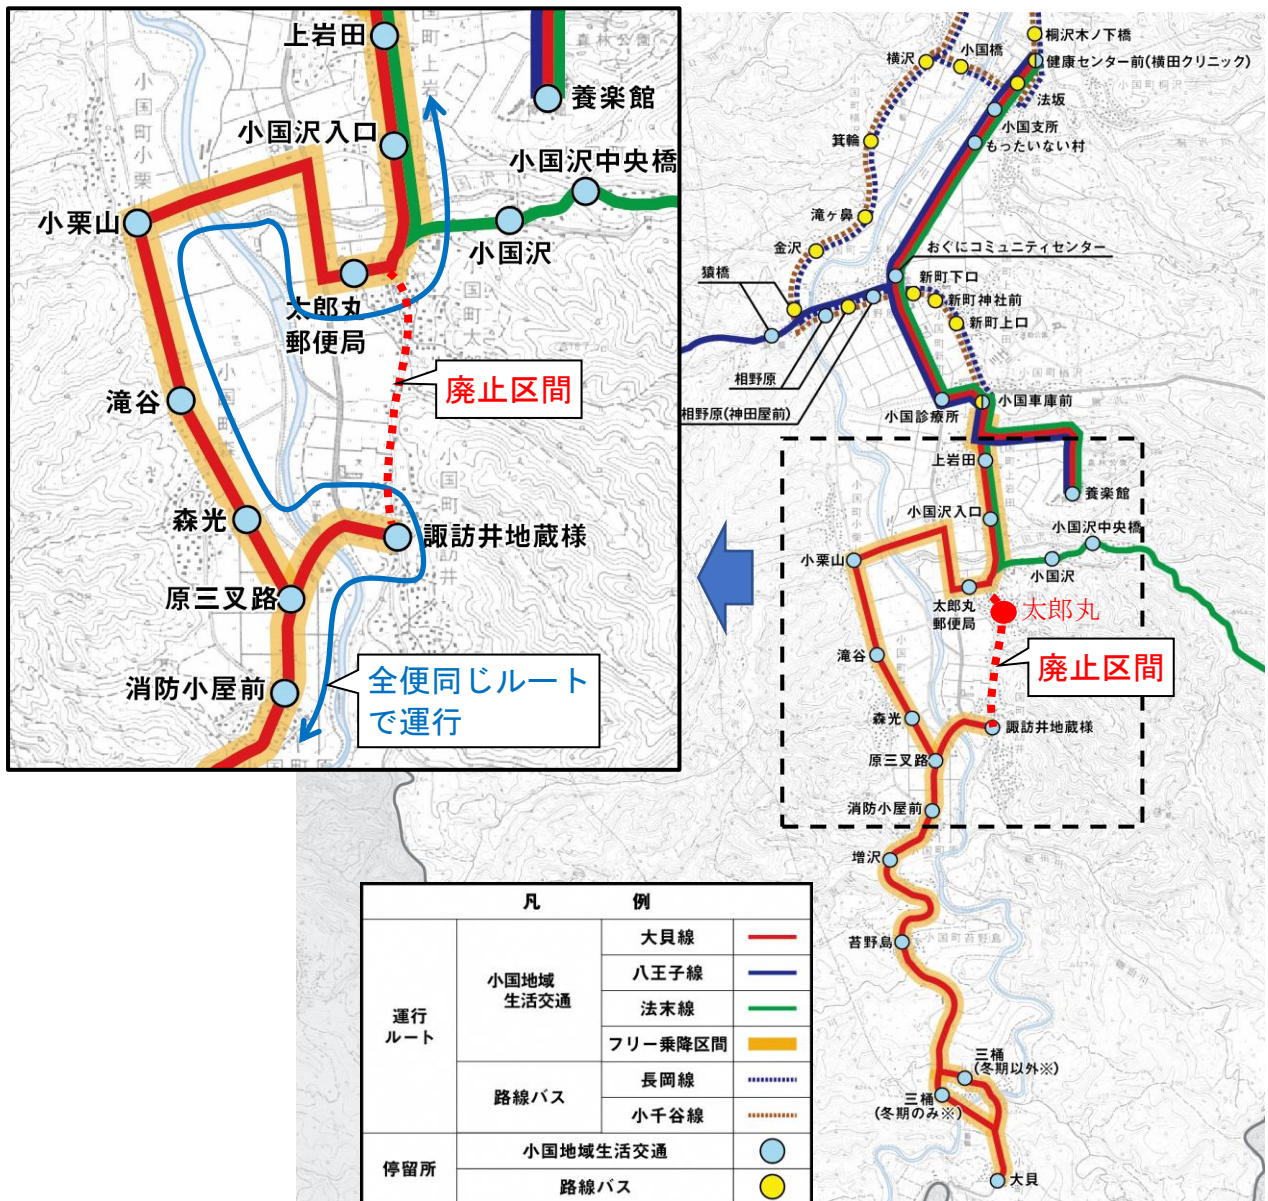 上岩田
養楽館
小国沢入口
小国沢中央橋
小栗山
小国沢
太郎丸
郵便局
廃止区間
滝谷
森光
諏訪井地蔵様
原三叉路
消防小屋前
全便同じルート
で運行
桐沢木ノ下橋
小国橋
横沢
健康センター前(横田クリニック)
法坂
小国支所
もったいない村
箕輪
滝ヶ鼻
金沢
おぐにコミュニティセンター
猿橋
新町下口
新町神社前
新町上口
相野原
相野原(神田屋前)
小国診療所
小国車庫前
上岩田
養楽館
小国沢入口
小国沢中央橋
小栗山
小国沢
太郎丸
郵便局
太郎丸
廃止区間
滝谷
森光
諏訪井地蔵様
原三叉路
消防小屋前
増沢
苔野島
小国町苔野島
三桶
(冬期以外※)
三桶
(冬期のみ※)
大貝
凡 例
運行
ルート
小国地域
生活交通
大貝線
八王子線
法末線
フリー乗降区間
路線バス
長岡線
小千谷線
停留所
小国地域生活交通
路線バス